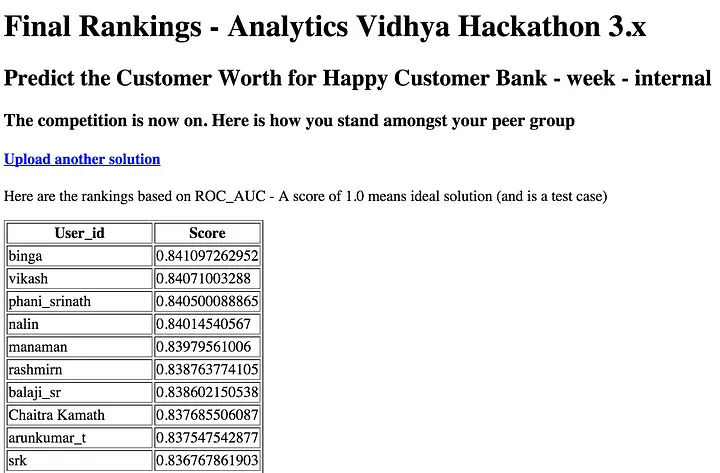 Final Rankings - Analytics Vidhya Hackathon 3.x
Predict the Customer Worth for Happy Customer Bank - week - internal
The competition is now on. Here is how you stand amongst your peer group
Upload another solution
Here are the rankings based on ROC_AUC - A score of 1.0 means ideal solution (and is a test case)
User_id Score
binga 0.841097262952
vikash 0.84071003288
phani_srinath 0.840500088865
nalin 0.84014540567
manaman 0.83979561006
rashmirn 0.838763774105
balaji_sr 0.838602150538
Chaitra Kamath 0.837685506087
arunkumar_t 0.837547542877
srk 0.836767861903